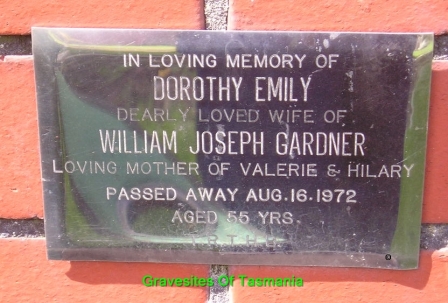 IN LOVING MEMORY OF
DOROTHY EMILY
DEARLY LOVED WIFE OF
WILLIAM JOSEPH GARDNER
LOVING MOTHER OF VALERIE & HILARY
PASSED AWAY AUG.16.1972
AGED 55 YRS.
Gravesites Of Tasmania